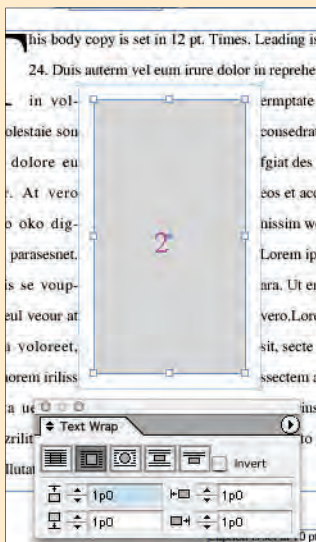 his body copy is set in 12 pt. Times. Leading is
24. Duis auterm vel eum irure dolor in reprehe
in vol- ermptate
olestaie son consedrat
dolore eu fgiat des
At vero eos et acc
oko dig- nissim w
parasesnet. Lorem ip
s se voup- ara. Ut en
eul veour at vero.Lore
voloreet, sit, secte
orem iriliss ssectem a
2
Text Wrap
Invert
1p0 1p0
1p0 1p0